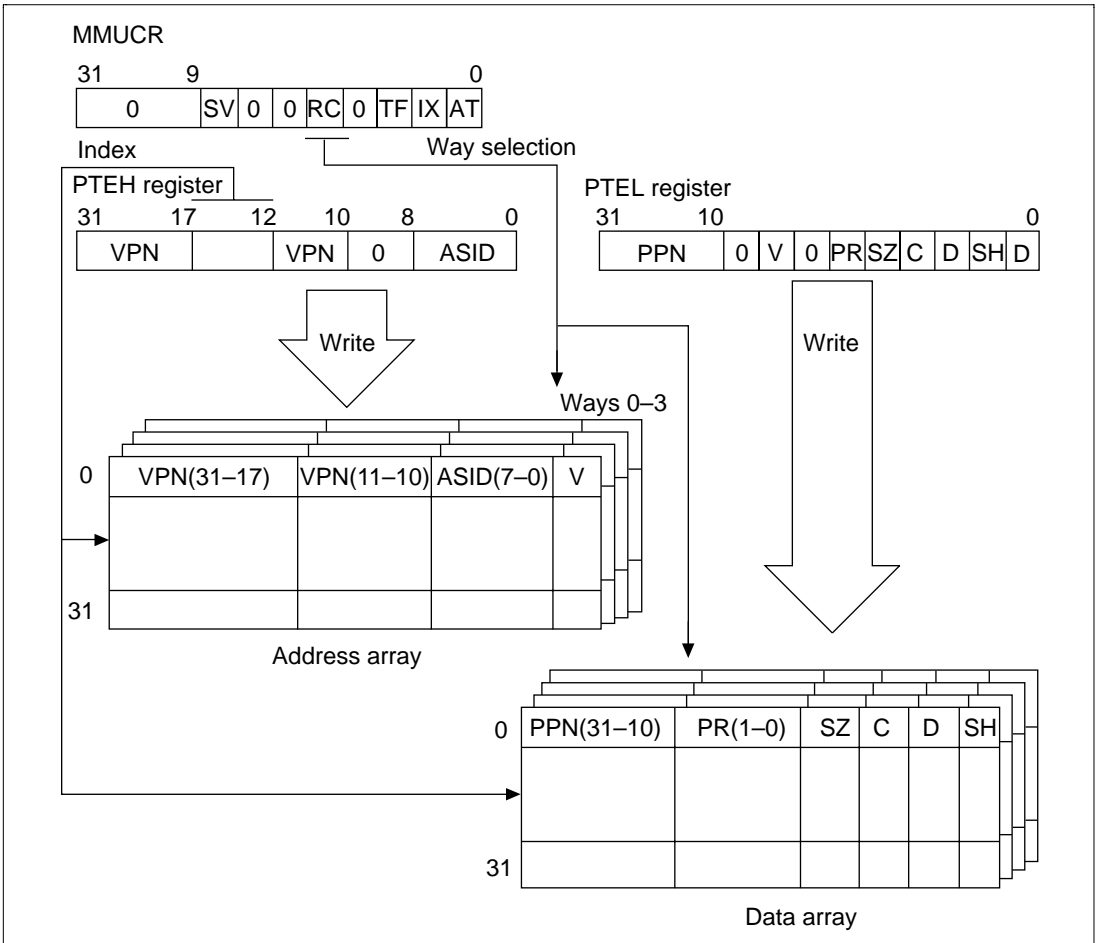 MMUCR
31 9 0
0 SV 0 0 RC 0 TF IX AT
Index Way selection
PTEH register PTEL register
31 17 12 10 8 0 31 10 0
VPN VPN 0 ASID PPN 0 V 0 PR SZ C D SH D
Write Write
Ways 0–3
0 VPN(31–17) VPN(11–10) ASID(7–0) V
31
Address array
0 PPN(31–10) PR(1–0) SZ C D SH
31
Data array